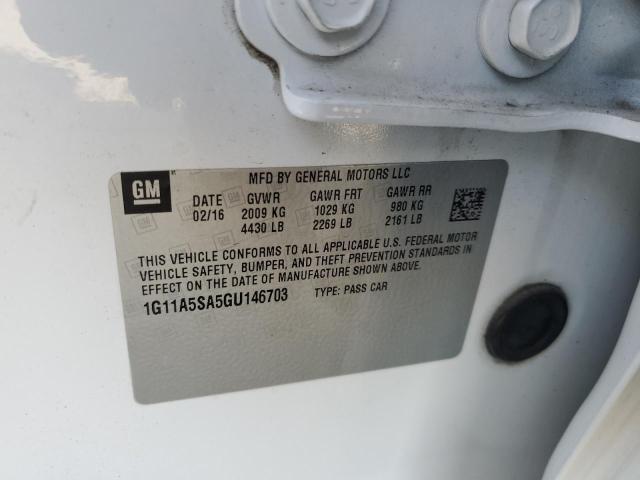 GM
MFD BY GENERAL MOTORS LLC
DATE GVWR GAWR FRT GAWR RR
02/16 2009 KG 1029 KG 980 KG
4430 LB 2269 LB 2161 LB
THIS VEHICLE CONFORMS TO ALL APPLICABLE U.S. FEDERAL MOTOR
VEHICLE SAFETY, BUMPER, AND THEFT PREVENTION STANDARDS IN
EFFECT ON THE DATE OF MANUFACTURE SHOWN ABOVE.
1G11A5SA5GU146703 TYPE: PASS CAR